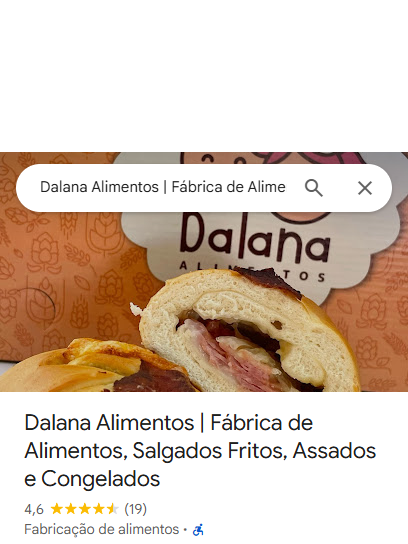 Dalana Alimentos | Fábrica de Alime
Dalana
ALIMENTOS
Dalana Alimentos | Fábrica de
Alimentos, Salgados Fritos, Assados
e Congelados
4,6 (19)
Fabricação de alimentos ·